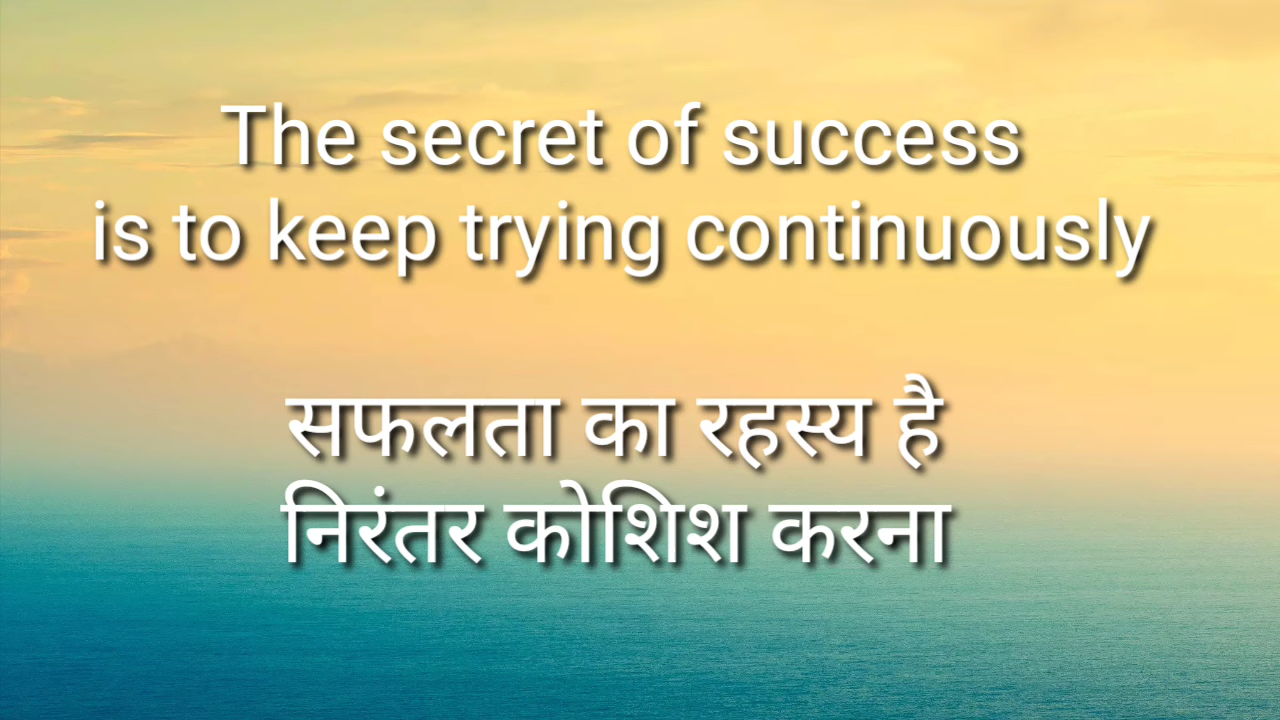 The secret of success
is to keep trying continuously
सफलता का रहस्य है
निरंतर कोशिश करना